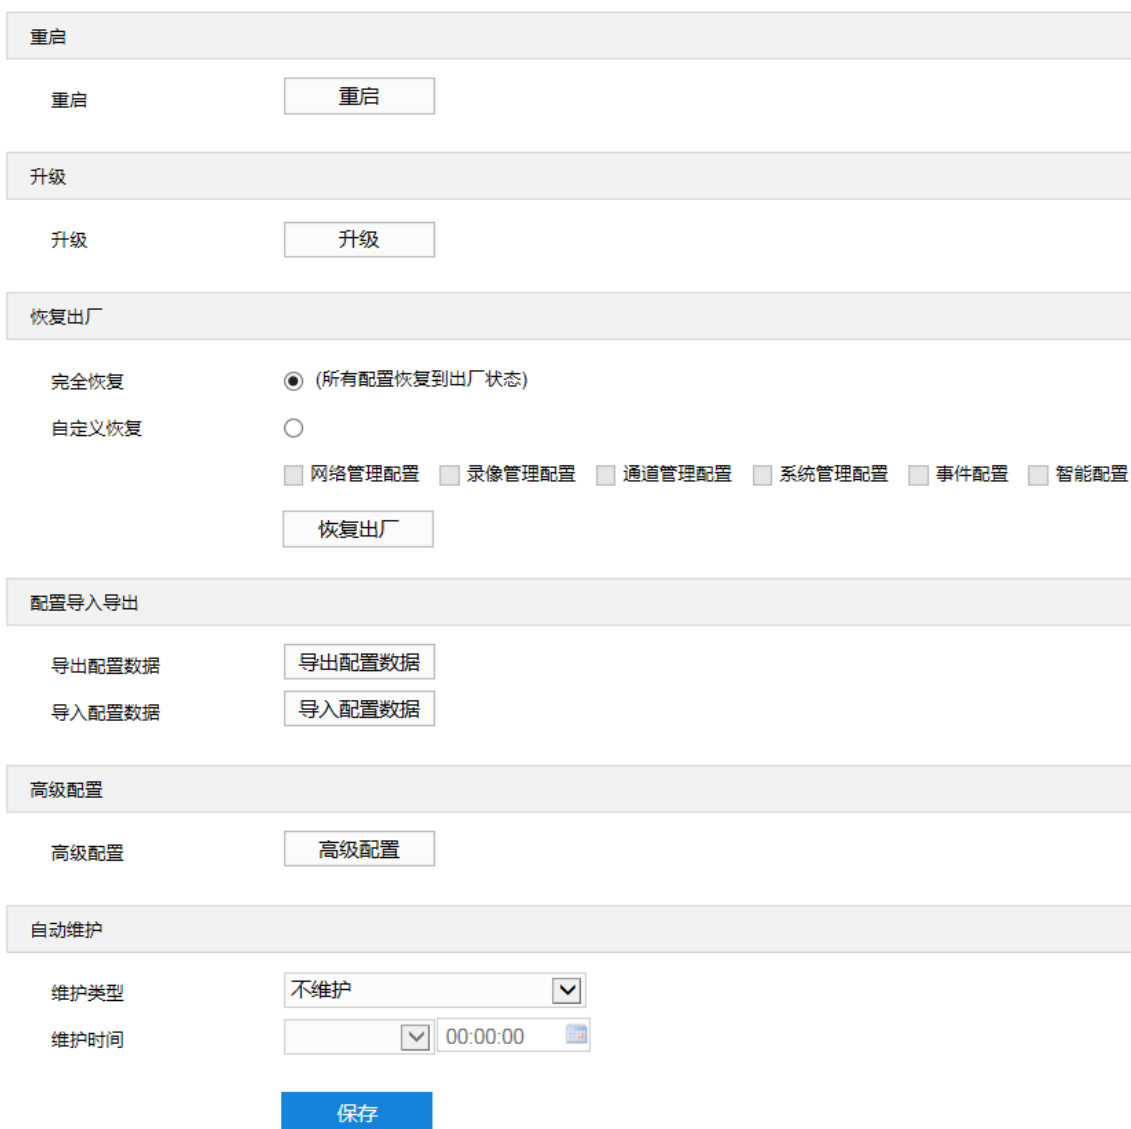 重启
重启 重启
升级
升级 升级
恢复出厂
完全恢复 (所有配置恢复到出厂状态)
自定义恢复
网络管理配置 录像管理配置 通道管理配置 系统管理配置 事件配置 智能配置
恢复出厂
配置导入导出
导出配置数据 导出配置数据
导入配置数据 导入配置数据
高级配置
高级配置 高级配置
自动维护
维护类型 不维护
维护时间 00:00:00
保存